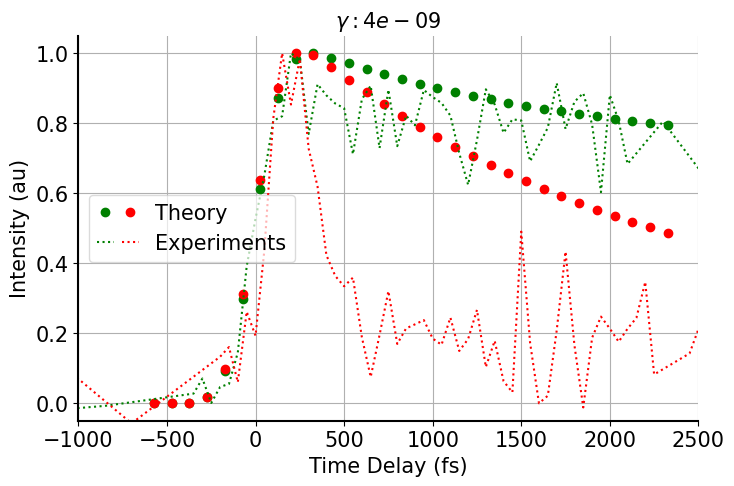 γ : 4e − 09
Intensity (au)
1.0
0.8
0.6
0.4
0.2
0.0
Theory
Experiments
−1000 −500 0 500 1000 1500 2000 2500
Time Delay (fs)